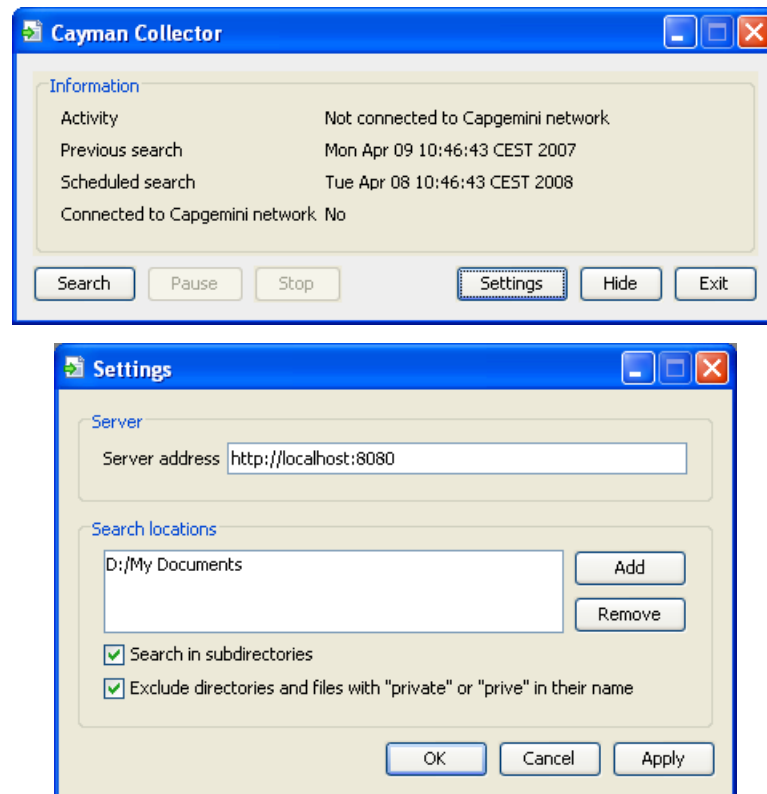 Cayman Collector
Information
Activity Not connected to Capgemini network
Previous search Mon Apr 09 10:46:43 CEST 2007
Scheduled search Tue Apr 08 10:46:43 CEST 2008
Connected to Capgemini network No
Search Pause Stop Settings Hide Exit
Settings
Server
Server address http://localhost:8080
Search locations
D:/My Documents Add
Remove
Search in subdirectories
Exclude directories and files with "private" or "prive" in their name
OK Cancel Apply